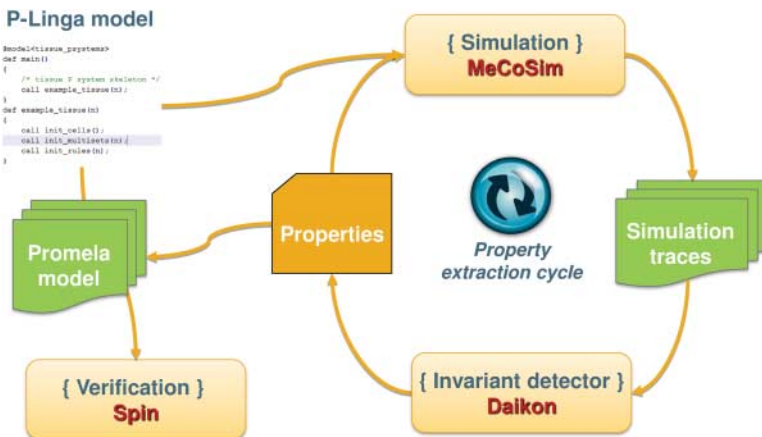 P-Linga model
@model<tissue_psystems>
def main()
{
/* tissue P system skeleton */
call example_tissue(n);
}
def example_tissue(n)
{
call init_cells();
call init_multisets(n);
call init_rules(n);
}
{ Simulation }
MeCoSim
Promela
model
Properties
Property
extraction cycle
Simulation
traces
{ Verification }
Spin
{ Invariant detector }
Daikon